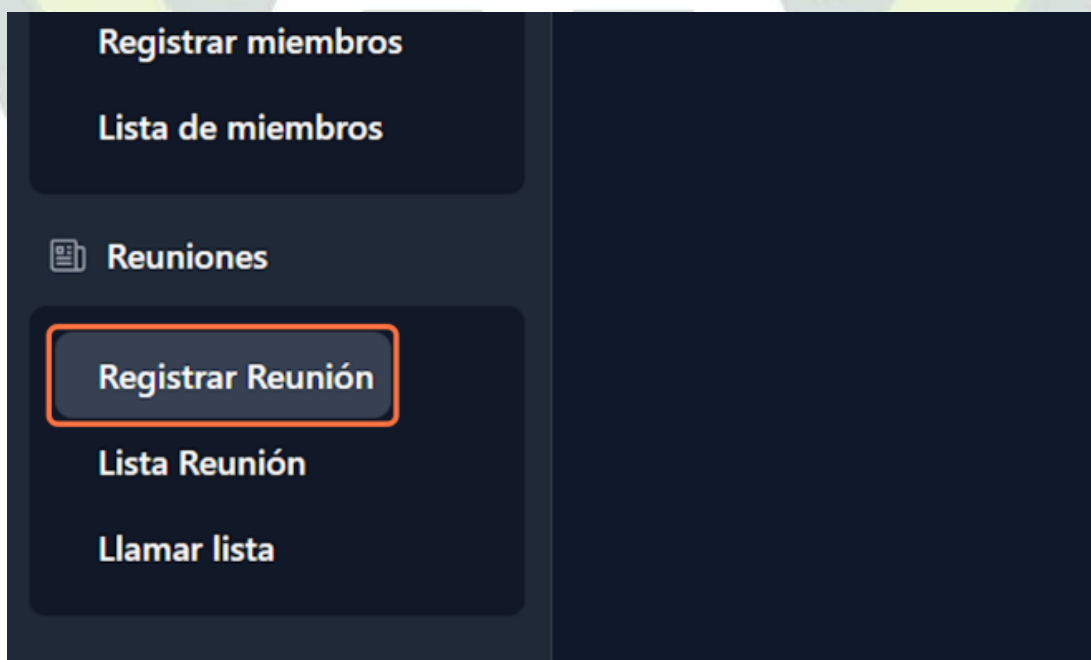 Registrar miembros
Lista de miembros
Reuniones
Registrar Reunión
Lista Reunión
Llamar lista